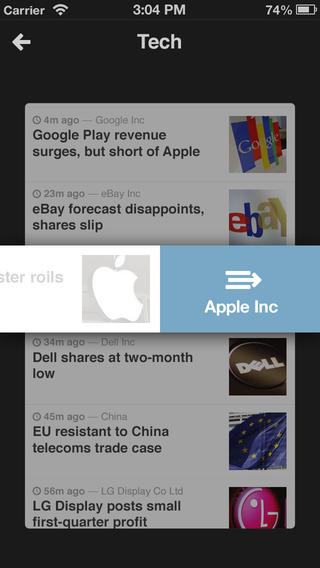 Carrier 3:04 PM 74%
Tech
4m ago — Google Inc
Google Play revenue
surges, but short of Apple
Google
23m ago — eBay Inc
eBay forecast disappoints,
shares slip
ebay
ster roils
Apple Inc
34m ago — Dell Inc
Dell shares at two-month
low
DELL
45m ago — China
EU resistant to China
telecoms trade case
56m ago — LG Display Co Ltd
LG Display posts small
first-quarter profit